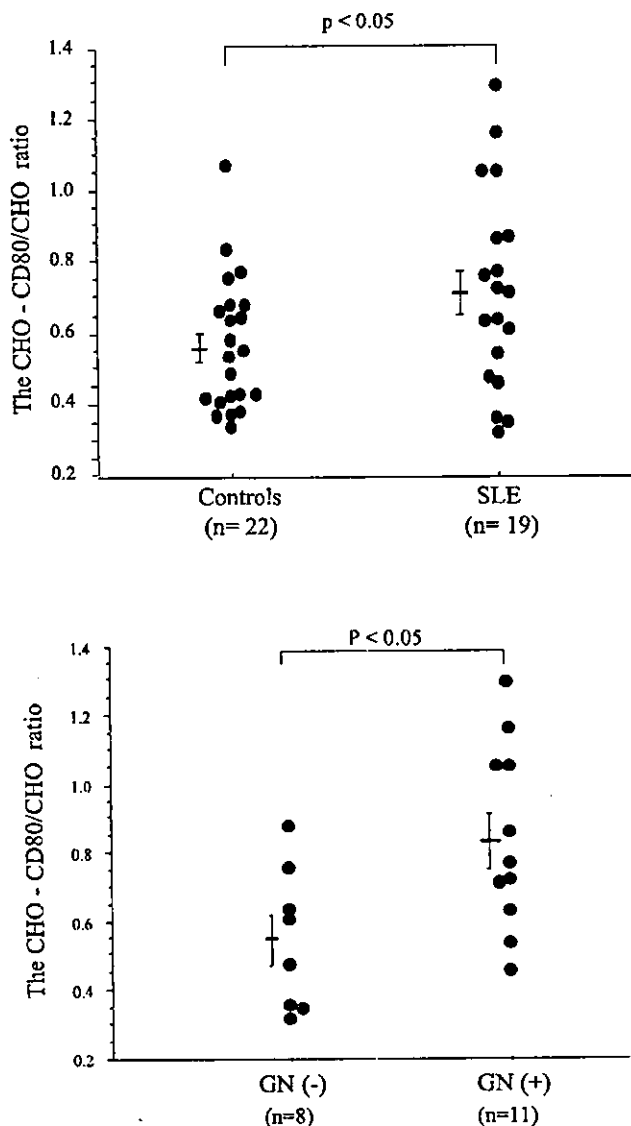 p < 0.05
The CHO - CD80/CHO ratio
1.4
1.2
1.0
0.8
0.6
0.4
0.2
Controls
(n= 22)
SLE
(n= 19)
P < 0.05
The CHO - CD80/CHO ratio
1.4
1.2
1.0
0.8
0.6
0.4
0.2
GN (-)
(n=8)
GN (+)
(n=11)